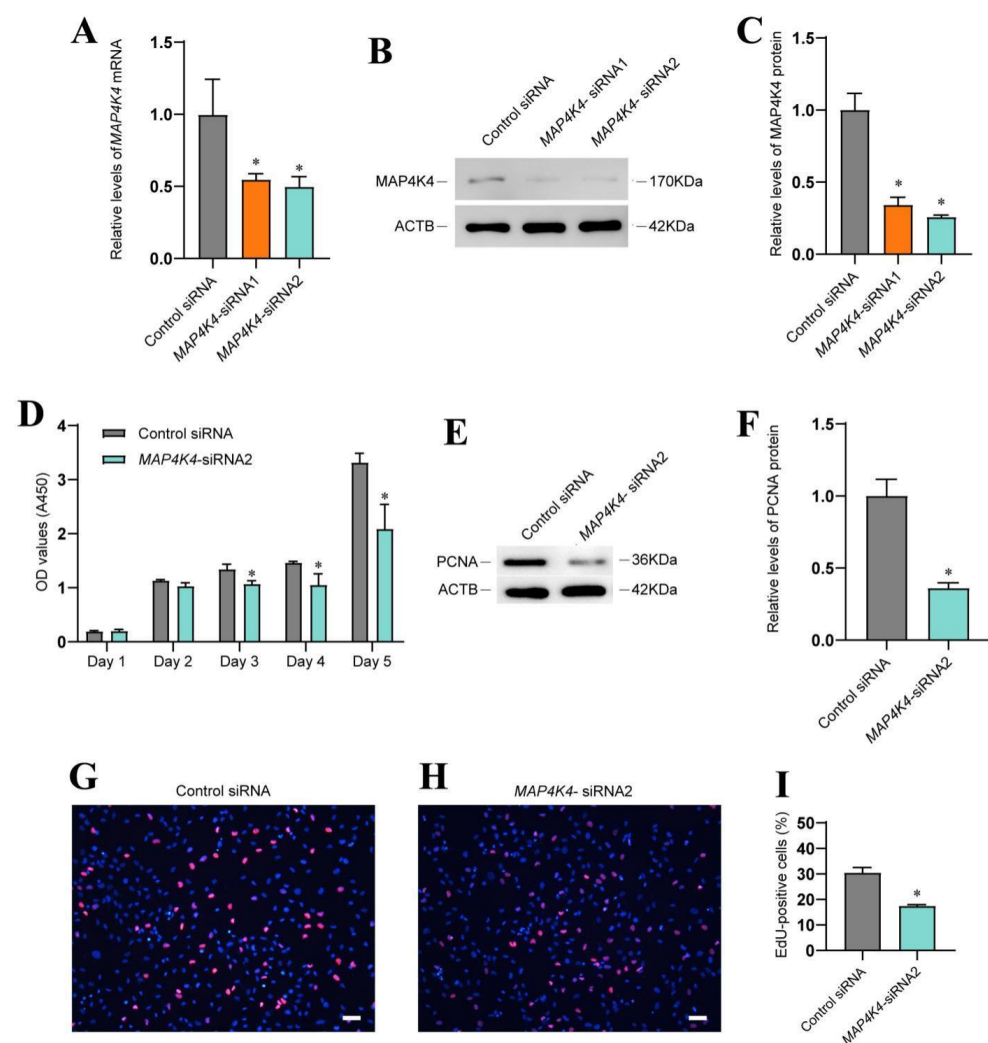 A
Relative levels of MAP4K4 mRNA
1.5
1.0
0.5
0.0
Control siRNA
MAP4K4-siRNA1
MAP4K4-siRNA2
B
Control siRNA
MAP4K4- siRNA1
MAP4K4- siRNA2
MAP4K4
170KDa
ACTB
42KDa
C
Relative levels of MAP4K4 protein
1.5
1.0
0.5
0.0
Control siRNA
MAP4K4-siRNA1
MAP4K4-siRNA2
* *
* *
D
OD values (A450)
4
3
2
1
0
Control siRNA
MAP4K4-siRNA2
* * *
Day 1 Day 2 Day 3 Day 4 Day 5
E
Control siRNA
MAP4K4- siRNA2
PCNA
36KDa
ACTB
42KDa
F
Relative levels of PCNA protein
1.5
1.0
0.5
0.0
*
Control siRNA
MAP4K4-siRNA2
G
Control siRNA
H
MAP4K4- siRNA2
I
EdU-positive cells (%)
50
40
30
20
10
0
*
Control siRNA
MAP4K4-siRNA2